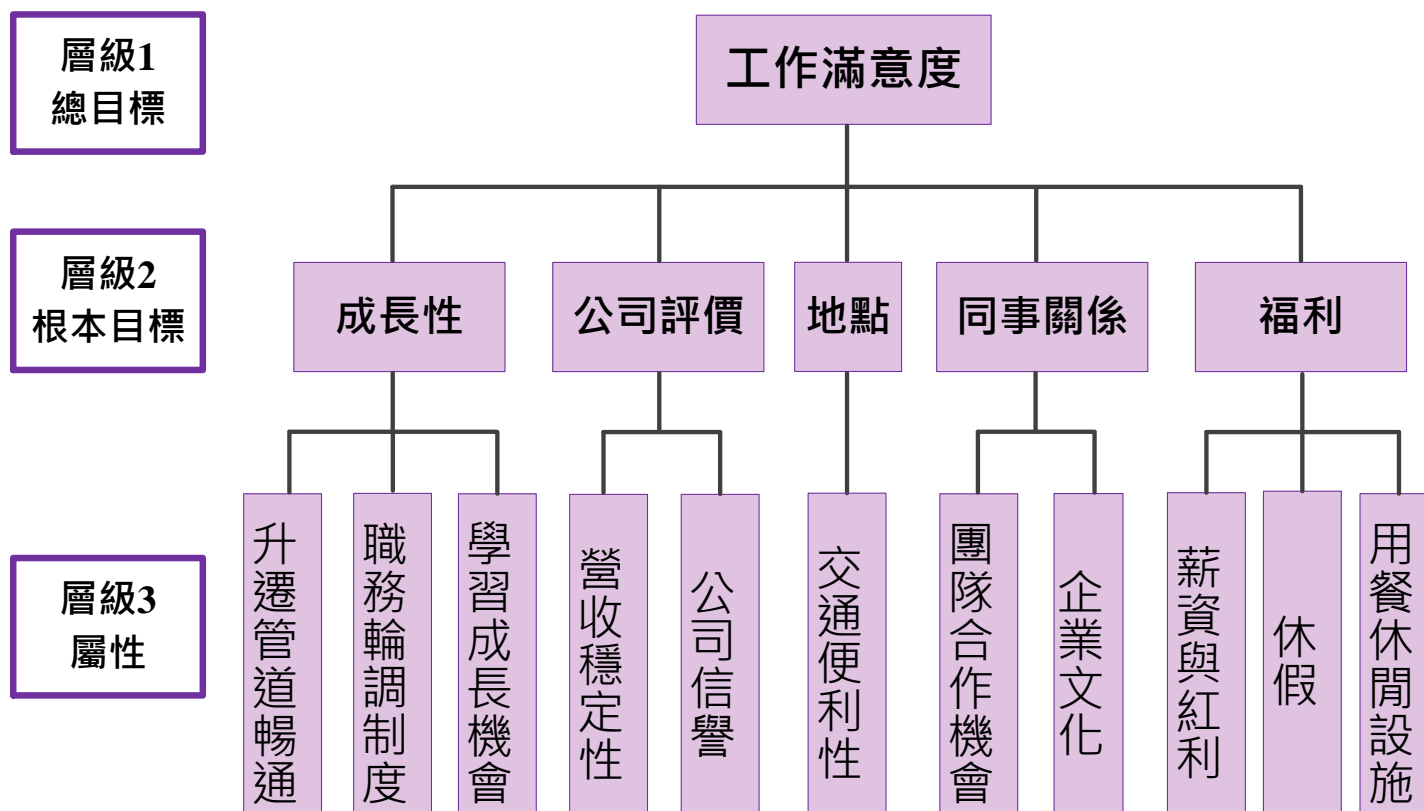 層級1
總目標
工作滿意度
層級2
根本目標
成長性
公司評價
地點
同事關係
福利
層級3
屬性
升遷管道暢通
職務輪調制度
學習成長機會
營收穩定性
公司信譽
交通便利性
團隊合作機會
企業文化
薪資與紅利
休假
用餐休閒設施